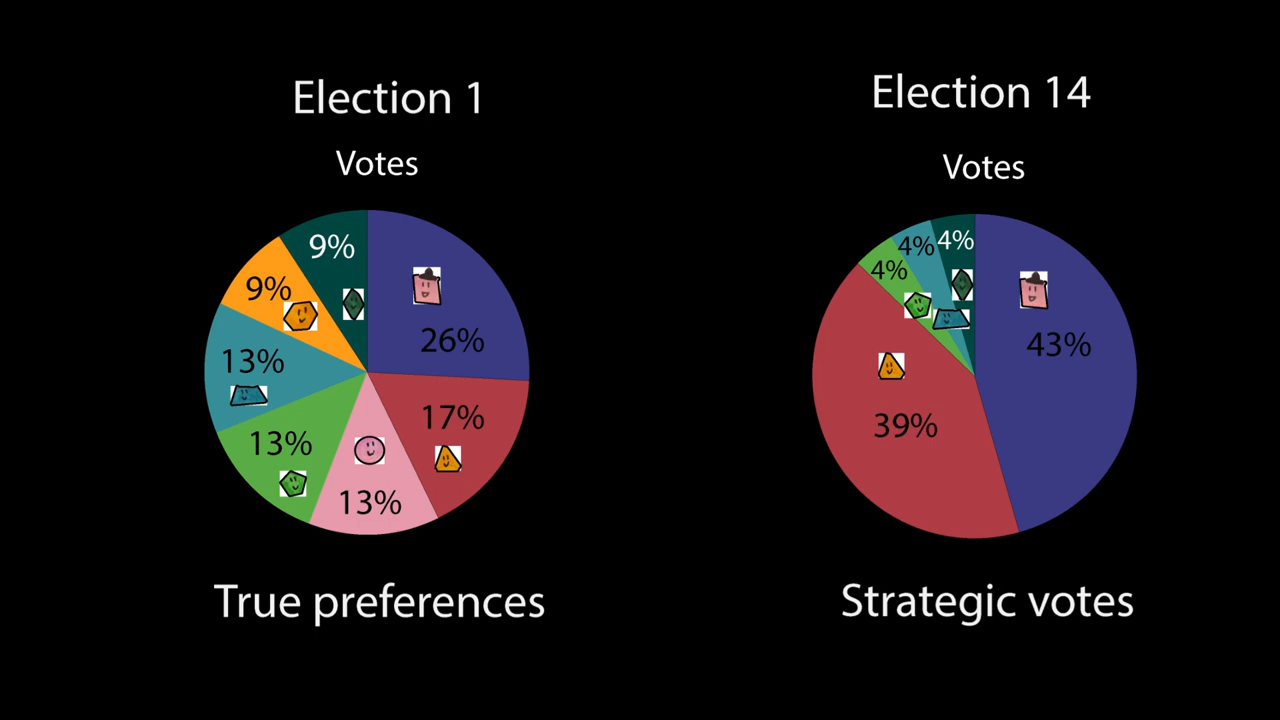 Election 1
Votes
9%
26%
9%
13%
17%
13%
13%
True preferences
Election 14
Votes
4%
4%
4%
43%
39%
Strategic votes